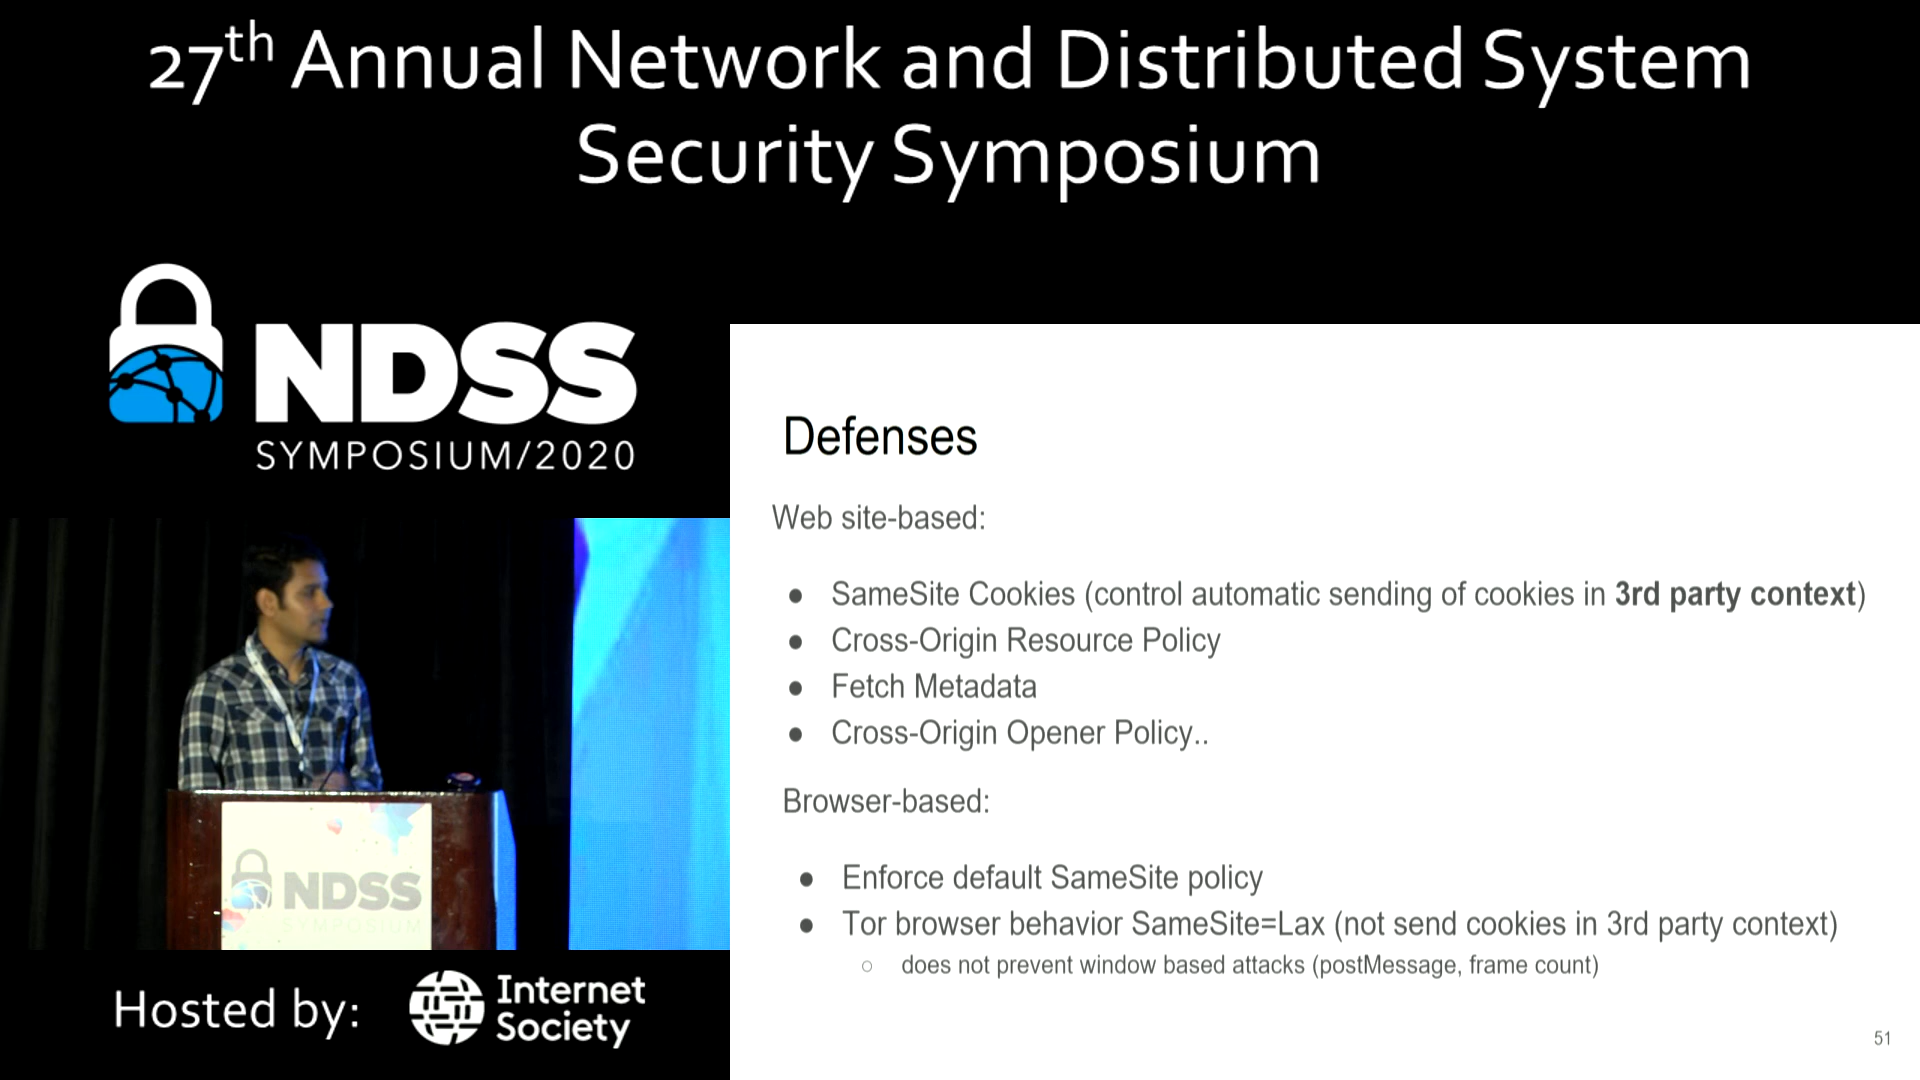 27th Annual Network and Distributed System
Security Symposium
NDSS
SYMPOSIUM/2020
Defenses
Web site-based:
● SameSite Cookies (control automatic sending of cookies in 3rd party context)
● Cross-Origin Resource Policy
● Fetch Metadata
● Cross-Origin Opener Policy..
Browser-based:
● Enforce default SameSite policy
● Tor browser behavior SameSite=Lax (not send cookies in 3rd party context)
○ does not prevent window based attacks (postMessage, frame count)
51
NDSS
SYMPOSIUM
Hosted by:
Internet
Society